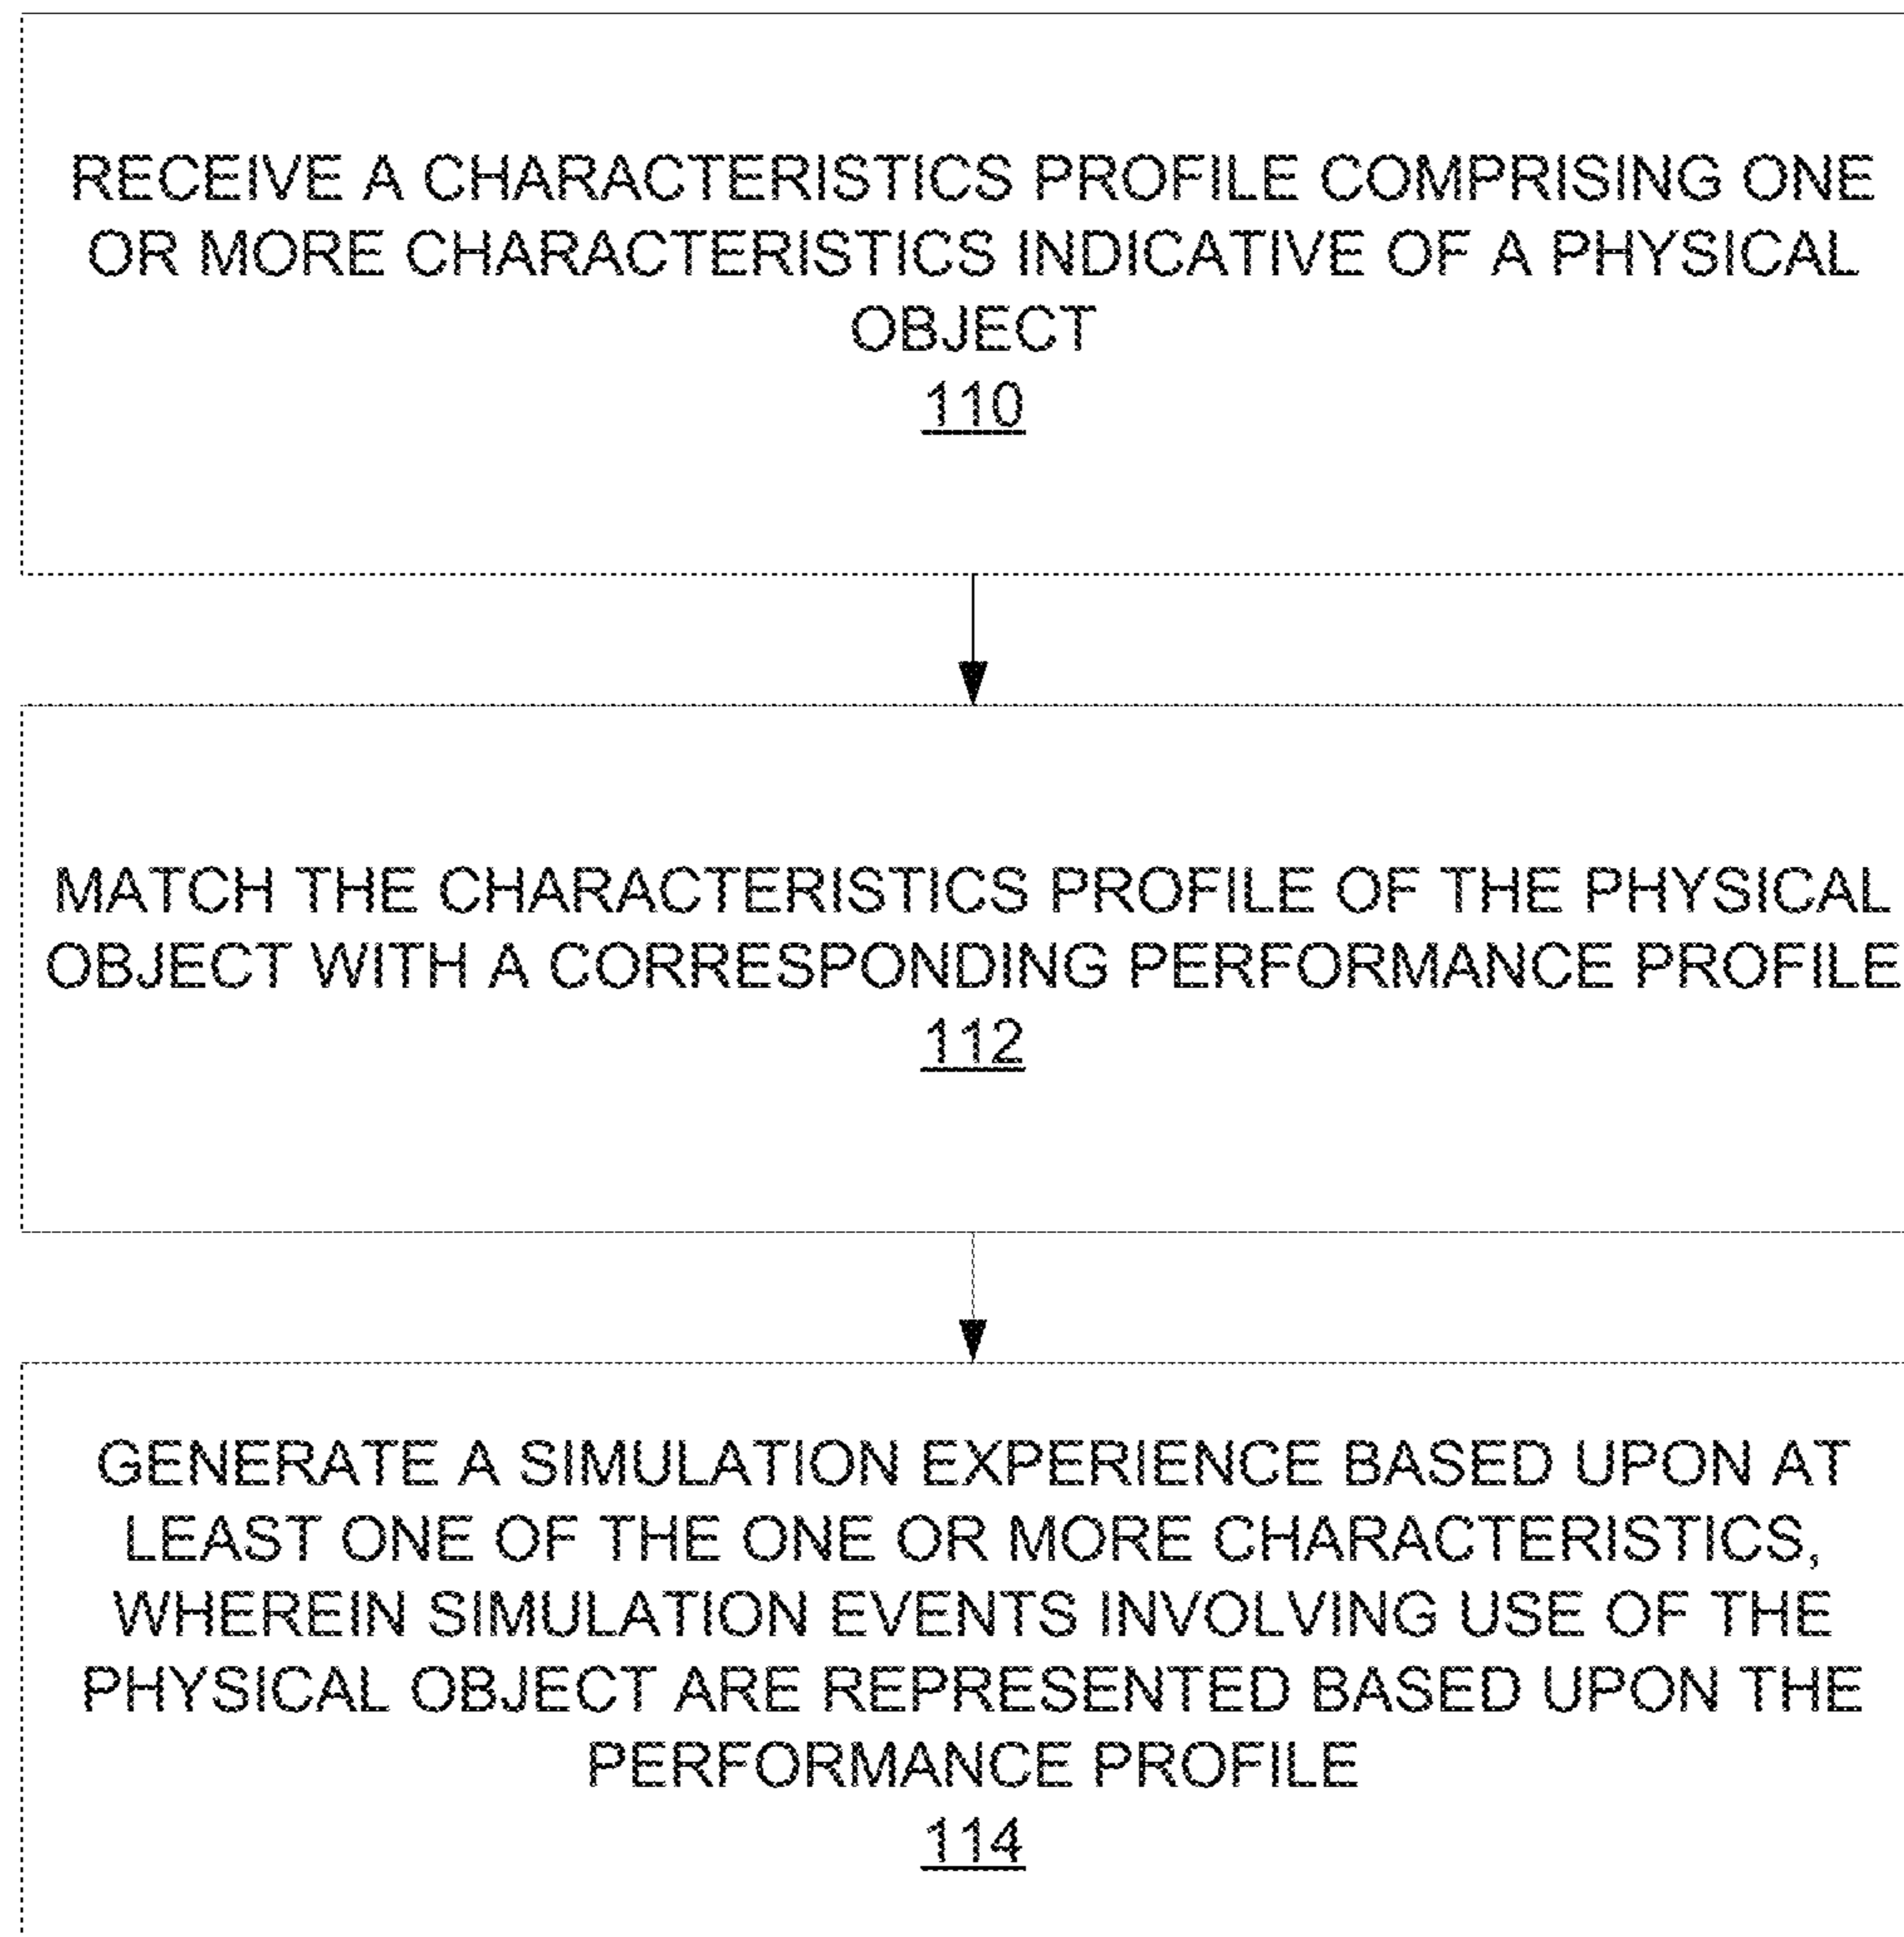 RECEIVE A CHARACTERISTICS PROFILE COMPRISING ONE
OR MORE CHARACTERISTICS INDICATIVE OF A PHYSICAL
OBJECT
110
MATCH THE CHARACTERISTICS PROFILE OF THE PHYSICAL
OBJECT WITH A CORRESPONDING PERFORMANCE PROFILE
112
GENERATE A SIMULATION EXPERIENCE BASED UPON AT
LEAST ONE OF THE ONE OR MORE CHARACTERISTICS,
WHEREIN SIMULATION EVENTS INVOLVING USE OF THE
PHYSICAL OBJECT ARE REPRESENTED BASED UPON THE
PERFORMANCE PROFILE
114